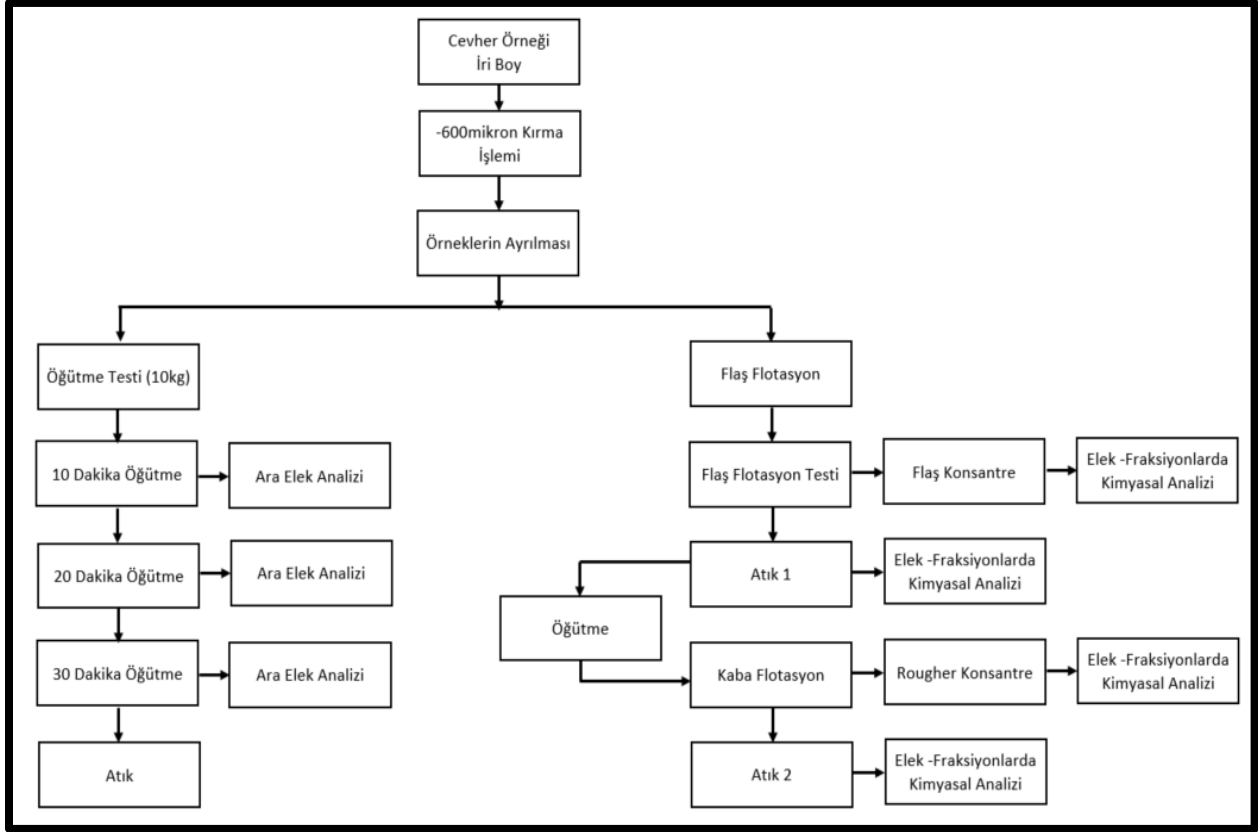 Cevher Örneği
İri Boy
-600mikron Kırma
İşlemi
Örneklerin Ayrılması
Öğütme Testi (10kg)
10 Dakika Öğütme
Ara Elek Analizi
20 Dakika Öğütme
Ara Elek Analizi
30 Dakika Öğütme
Ara Elek Analizi
Atık
Flaş Flotasyon
Flaş Flotasyon Testi
Flaş Konsantre
Elek -Fraksiyonlarda
Kimyasal Analizi
Atık 1
Elek -Fraksiyonlarda
Kimyasal Analizi
Öğütme
Kaba Flotasyon
Rougher Konsantre
Elek -Fraksiyonlarda
Kimyasal Analizi
Atık 2
Elek -Fraksiyonlarda
Kimyasal Analizi